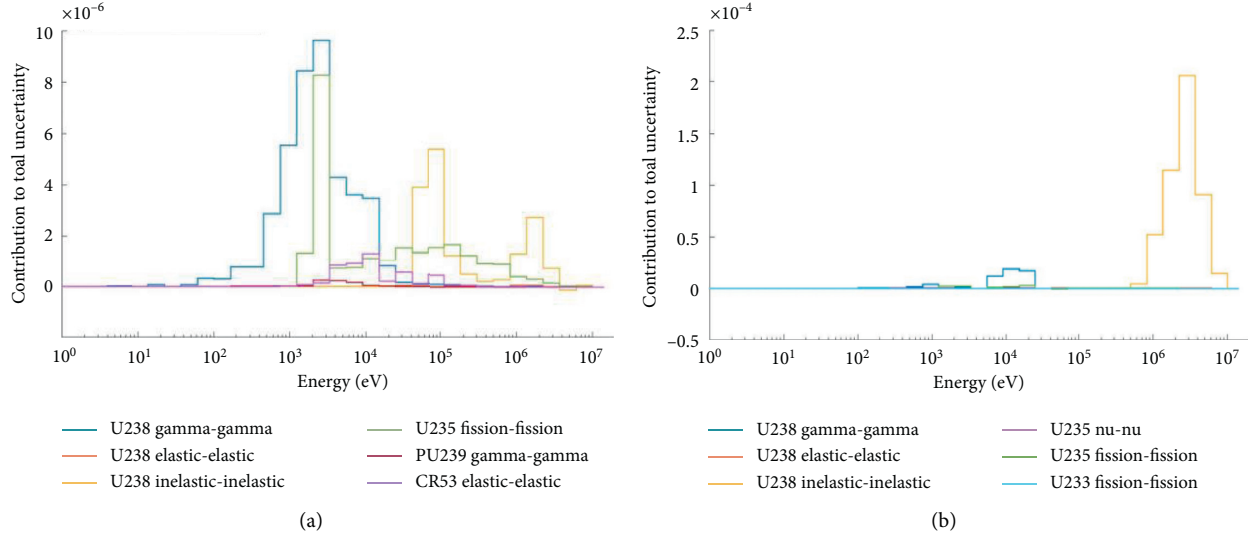 ×10⁻⁶
10
8
6
4
2
0
Contribution to toal uncertainty
10⁰ 10¹ 10² 10³ 10⁴ 10⁵ 10⁶ 10⁷
Energy (eV)
U238 gamma-gamma
U238 elastic-elastic
U238 inelastic-inelastic
U235 fission-fission
PU239 gamma-gamma
CR53 elastic-elastic
(a)
×10⁻⁴
2.5
2
1.5
1
0.5
0
−0.5
Contribution to toal uncertainty
10⁰ 10¹ 10² 10³ 10⁴ 10⁵ 10⁶ 10⁷
Energy (eV)
U238 gamma-gamma
U238 elastic-elastic
U238 inelastic-inelastic
U235 nu-nu
U235 fission-fission
U233 fission-fission
(b)